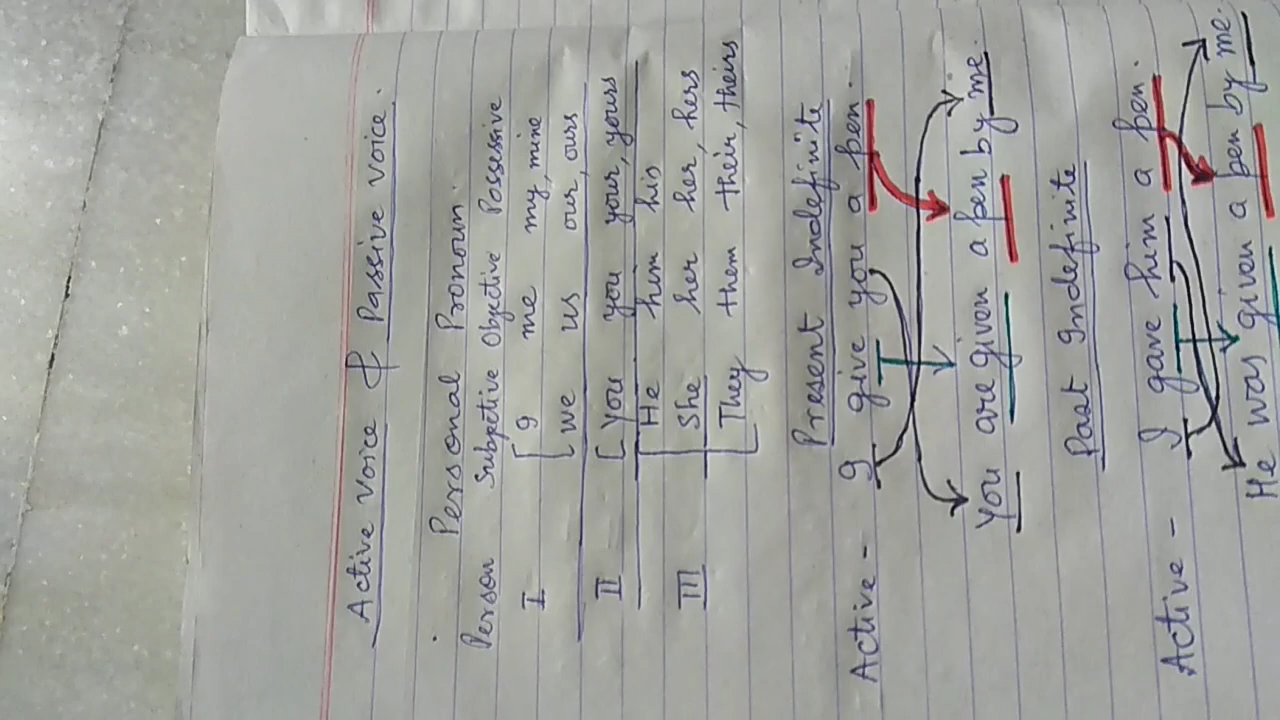 Active Voice & Passive Voice.
Personal Pronoun.
Person Subjective Objective Possessive
I I me my, mine
we us our, ours
II You you your, yours
He him his
III She her her, hers
They them their, theirs
Present Indefinite
Active - I give you a pen.
You are given a pen by me.
Past Indefinite
Active - I gave him a pen.
He was given a pen by me.